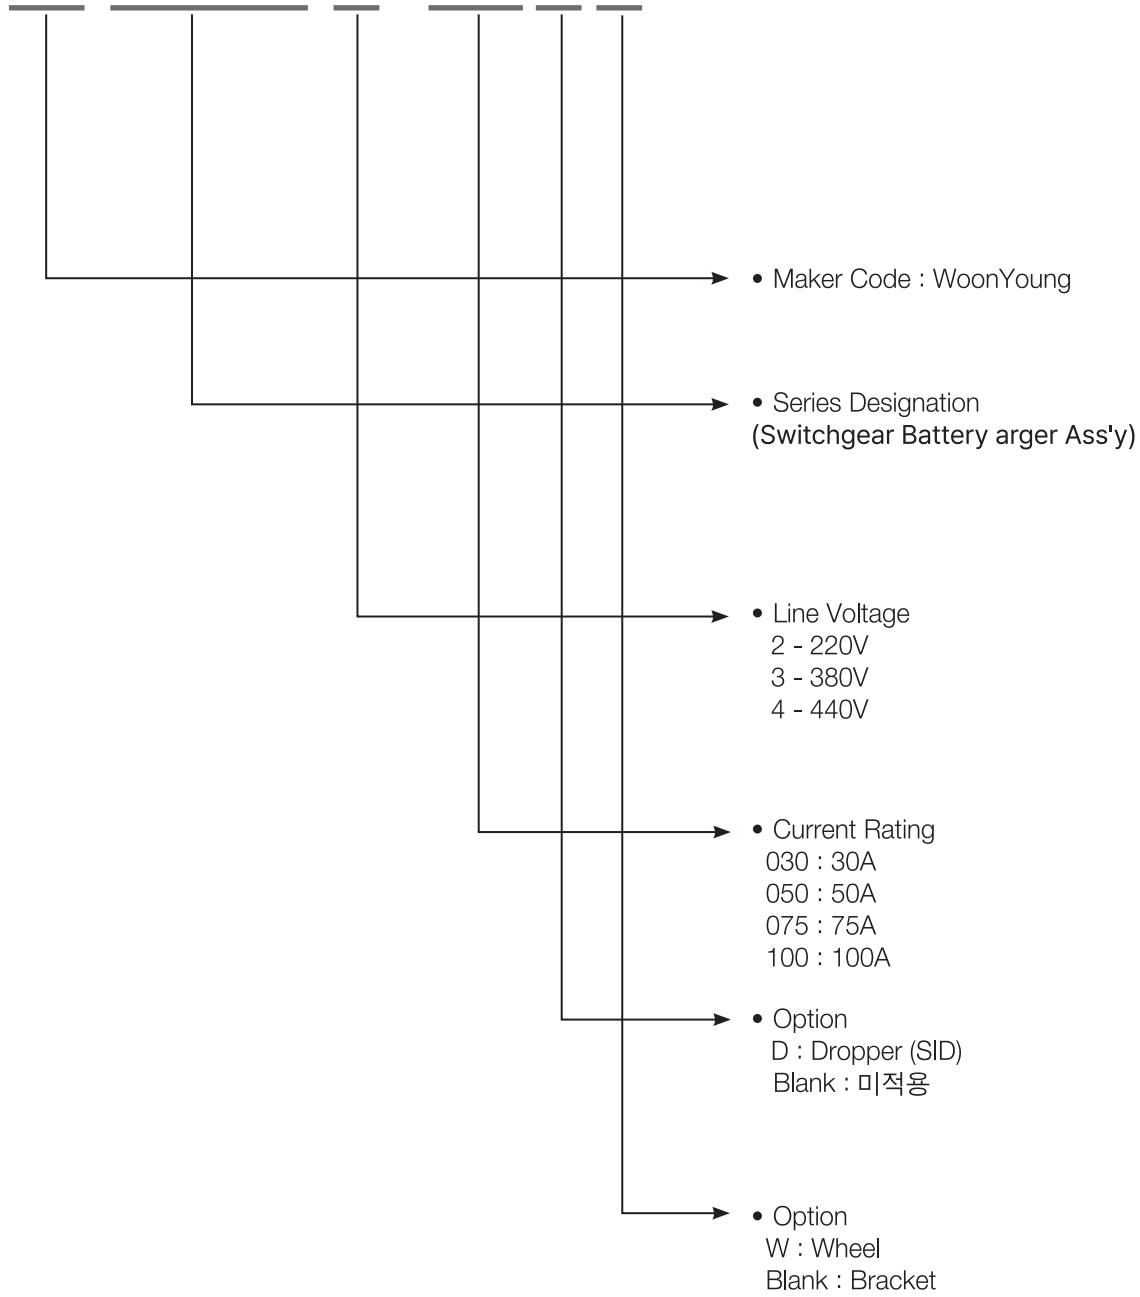 • Maker Code : WoonYoung
• Series Designation
(Switchgear Battery arger Ass'y)
• Line Voltage
2 - 220V
3 - 380V
4 - 440V
• Current Rating
030 : 30A
050 : 50A
075 : 75A
100 : 100A
• Option
D : Dropper (SID)
Blank : 미적용
• Option
W : Wheel
Blank : Bracket